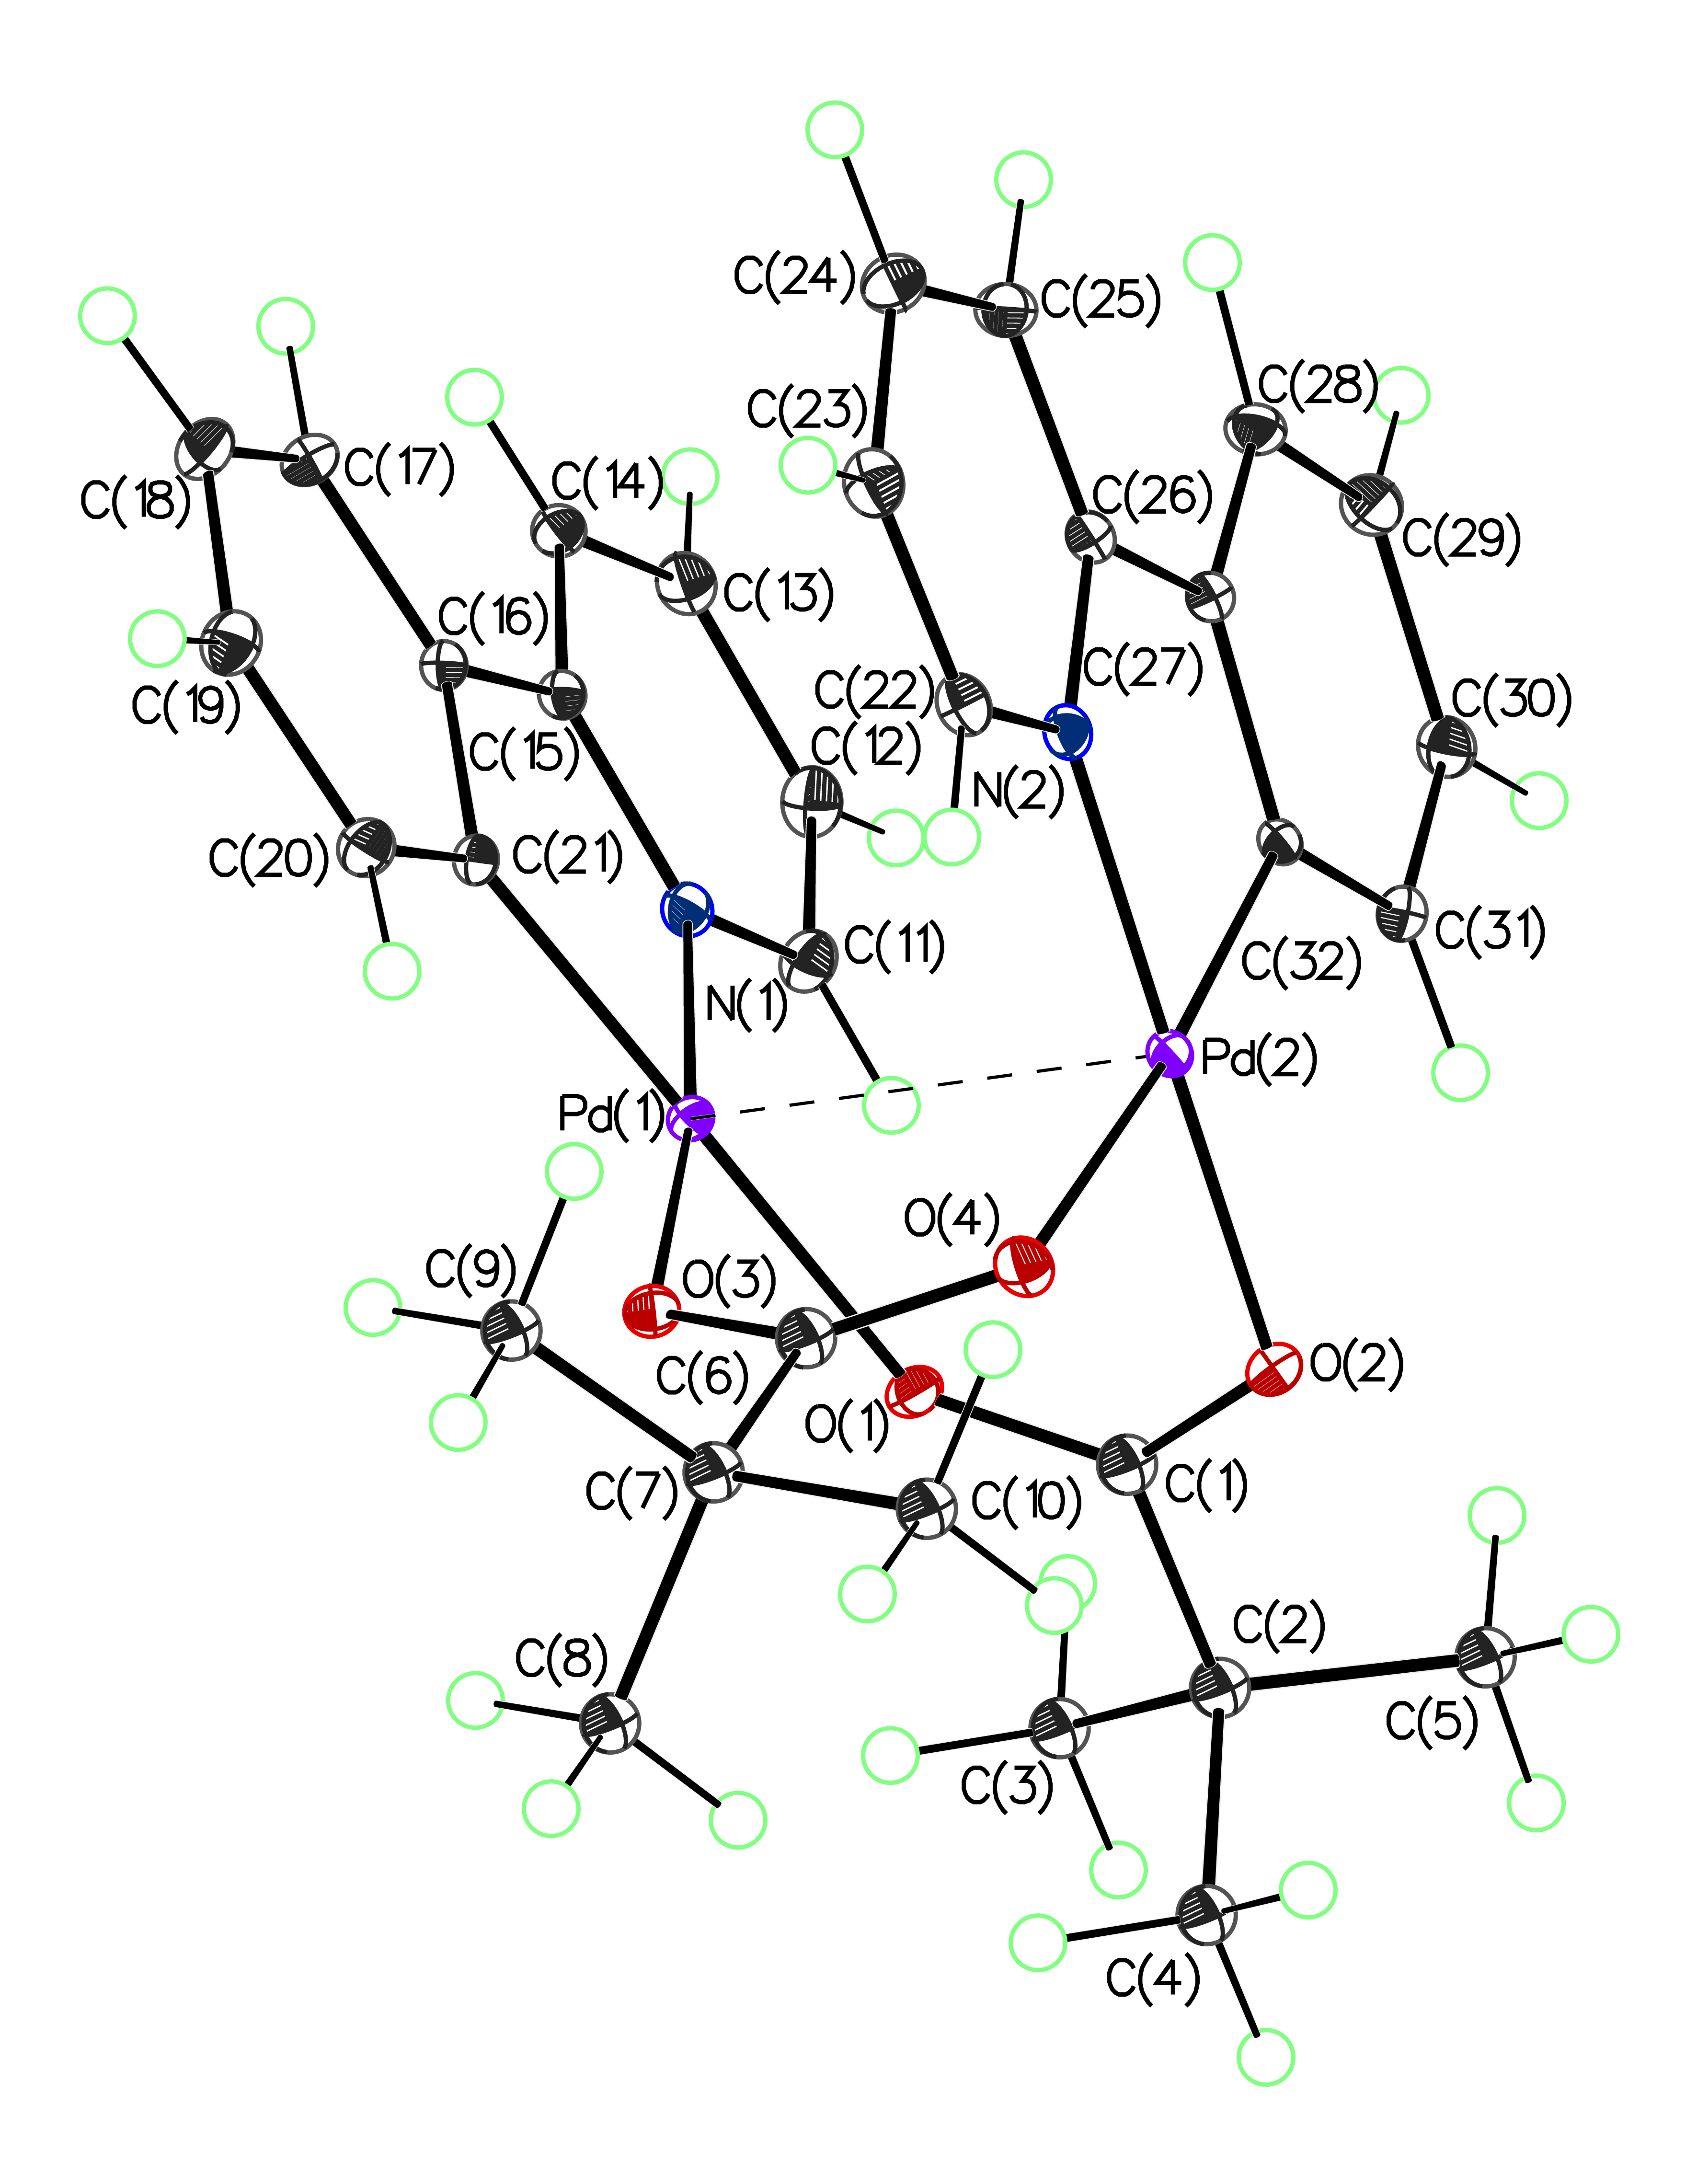 C(24)
C(25)
C(28)
C(23)
C(17)
C(14)
C(18)
C(26)
C(29)
C(13)
C(16)
C(27)
C(22)
C(30)
C(19)
C(12)
C(15)
N(2)
C(20)
C(21)
C(31)
C(11)
C(32)
N(1)
Pd(2)
Pd(1)
O(4)
C(9)
O(3)
O(2)
C(6)
O(1)
C(1)
C(7)
C(10)
C(2)
C(8)
C(5)
C(3)
C(4)